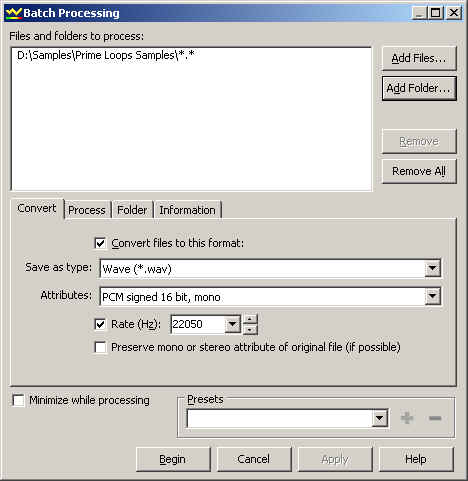 Batch Processing
Files and folders to process:
D:\Samples\Prime Loops Samples\*.*
Add Files...
Add Folder...
Remove
Remove All
Convert Process Folder Information
Convert files to this format:
Save as type: Wave (*.wav)
Attributes: PCM signed 16 bit, mono
Rate (Hz): 22050
Preserve mono or stereo attribute of original file (if possible)
Minimize while processing
Presets
Begin Cancel Apply Help